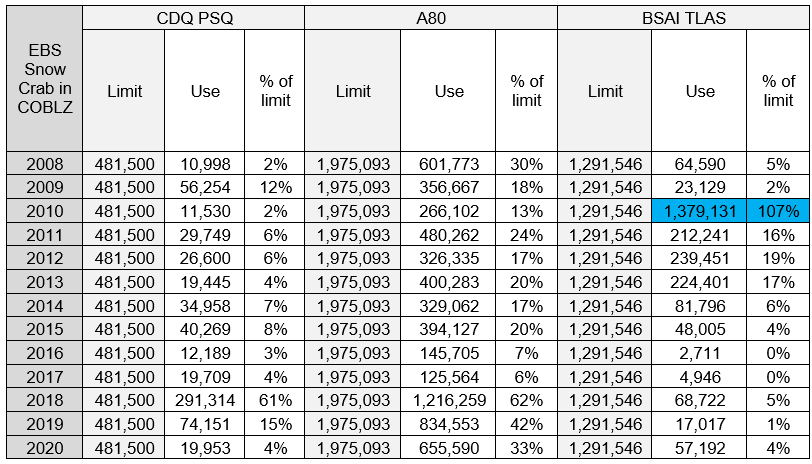 EBS Snow Crab in COBLZ CDQ PSQ A80 BSAI TLAS
Limit Use % of limit Limit Use % of limit Limit Use % of limit
2008 481,500 10,998 2% 1,975,093 601,773 30% 1,291,546 64,590 5%
2009 481,500 56,254 12% 1,975,093 356,667 18% 1,291,546 23,129 2%
2010 481,500 11,530 2% 1,975,093 266,102 13% 1,291,546 1,379,131 107%
2011 481,500 29,749 6% 1,975,093 480,262 24% 1,291,546 212,241 16%
2012 481,500 26,600 6% 1,975,093 326,335 17% 1,291,546 239,451 19%
2013 481,500 19,445 4% 1,975,093 400,283 20% 1,291,546 224,401 17%
2014 481,500 34,958 7% 1,975,093 329,062 17% 1,291,546 81,796 6%
2015 481,500 40,269 8% 1,975,093 394,127 20% 1,291,546 48,005 4%
2016 481,500 12,189 3% 1,975,093 145,705 7% 1,291,546 2,711 0%
2017 481,500 19,709 4% 1,975,093 125,564 6% 1,291,546 4,946 0%
2018 481,500 291,314 61% 1,975,093 1,216,259 62% 1,291,546 68,722 5%
2019 481,500 74,151 15% 1,975,093 834,553 42% 1,291,546 17,017 1%
2020 481,500 19,953 4% 1,975,093 655,590 33% 1,291,546 57,192 4%